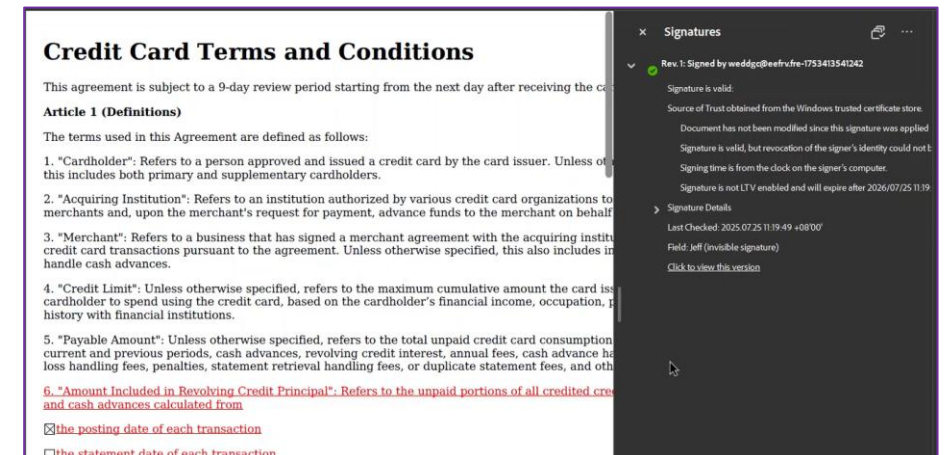 Credit Card Terms and Conditions
This agreement is subject to a 9-day review period starting from the next day after receiving the
Article 1 (Definitions)
The terms used in this Agreement are defined as follows:
1. "Cardholder": Refers to a person approved and issued a credit card by the card issuer. Unless
this includes both primary and supplementary cardholders.
2. "Acquiring Institution": Refers to an institution authorized by various credit card organizations to
merchants and, upon the merchant's request for payment, advance funds to the merchant on behalf
3. "Merchant": Refers to a business that has signed a merchant agreement with the acquiring
credit card transactions pursuant to the agreement. Unless otherwise specified, this also includes
handle cash advances.
4. "Credit Limit": Unless otherwise specified, refers to the maximum cumulative amount the card
cardholder to spend using the credit card, based on the cardholder's financial income, occupation,
history with financial institutions.
5. "Payable Amount": Unless otherwise specified, refers to the total unpaid credit card consumption
current and previous periods, cash advances, revolving credit interest, annual fees, cash advance
loss handling fees, penalties, statement retrieval handling fees, or duplicate statement fees, and
6. "Amount Included in Revolving Credit Principal": Refers to the unpaid portions of all credited
and cash advances calculated from
☒the posting date of each transaction
☐the statement date of each transaction
× Signatures
Rev. 1: Signed by weddgc@eefrv.fre-1753413541242
Signature is valid:
Source of Trust obtained from the Windows trusted certificate store.
Document has not been modified since this signature was applied
Signature is valid, but revocation of the signer's identity could not
Signing time is from the clock on the signer's computer.
Signature is not LTV enabled and will expire after 2026/07/25 11:19:
Signature Details
Last Checked: 2025.07.25 11:19:49 +08'00'
Field: Jeff (invisible signature)
Click to view this version